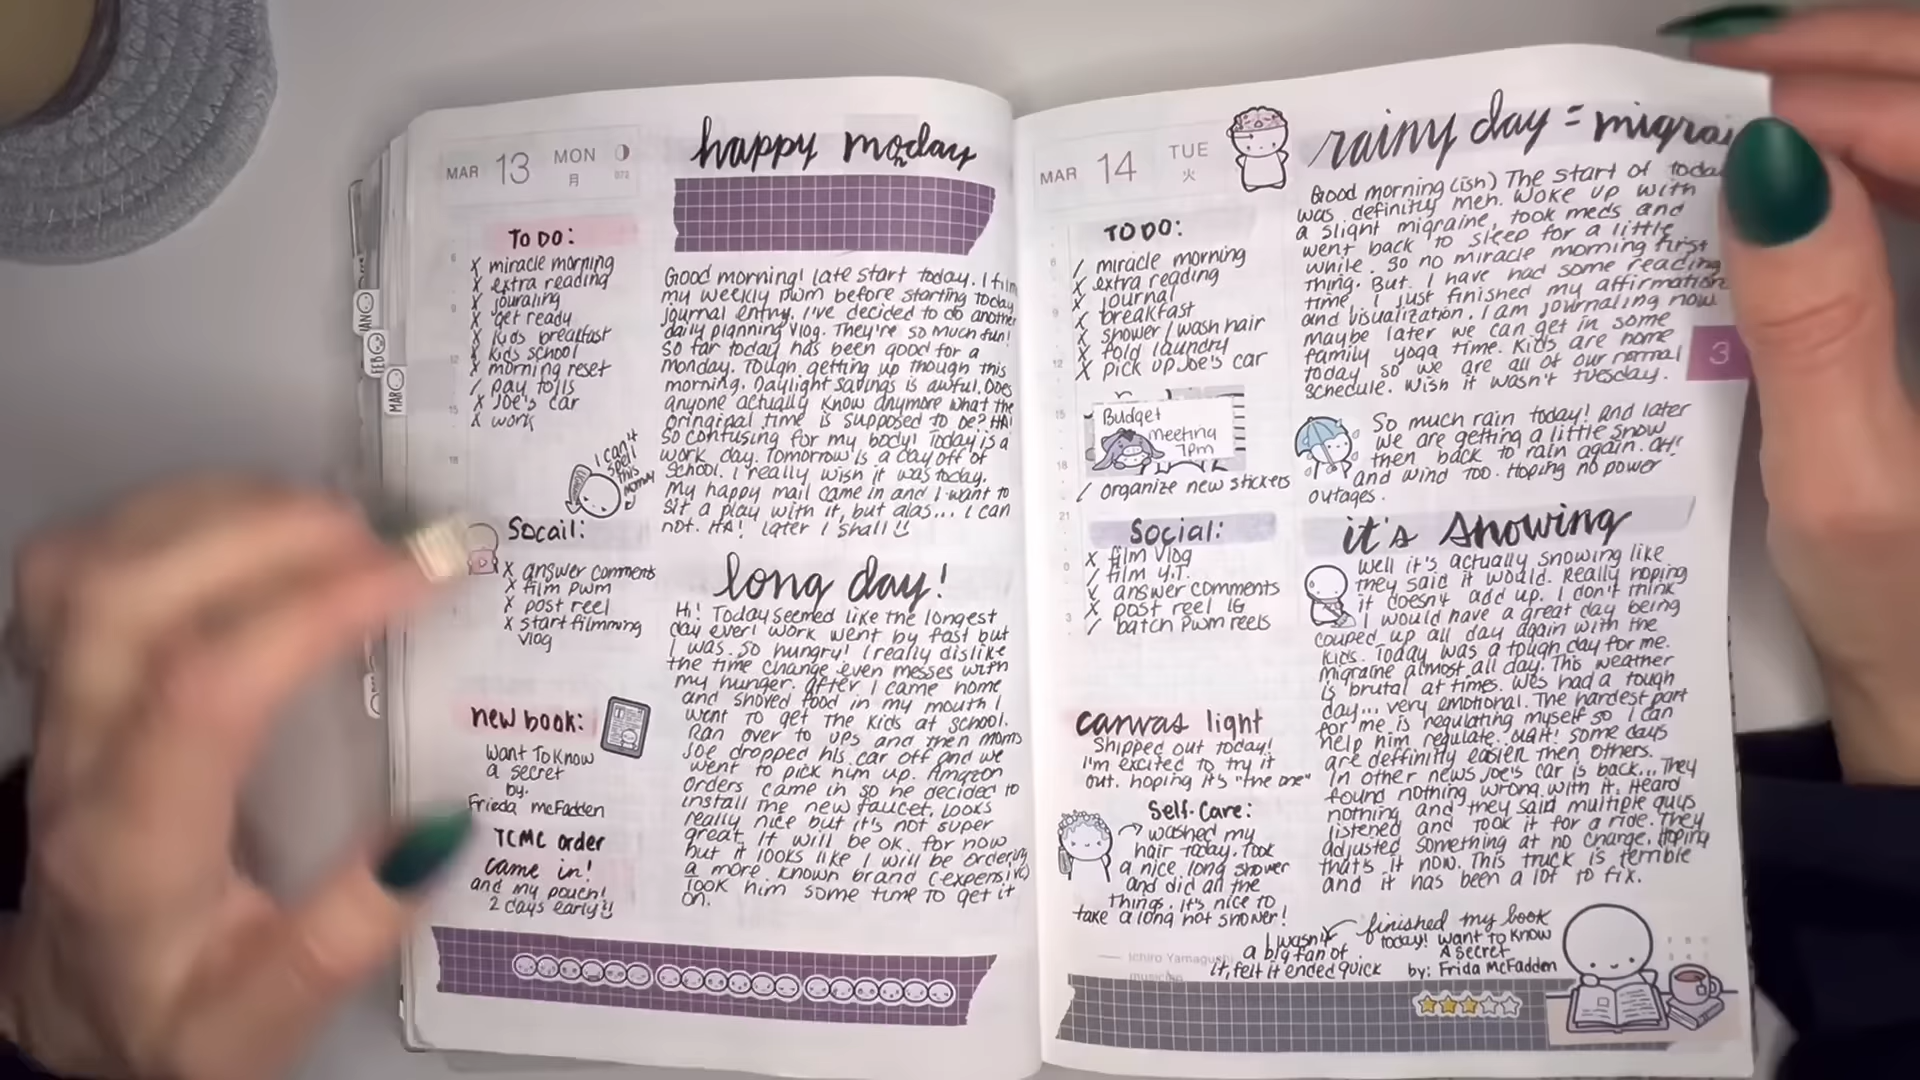 MAR 13 MON
月 072
happy monday
TO DO:
X miracle morning
X extra reading
X jouraling
X get ready
X kids breakfast
X kids school
X morning reset
/ pay tolls
X Joe's car
X work
I can't
spell
this
Socail:
X answer comments
X film pwm
X post reel
X start filmming
vlog
new book:
want to know
a secret
by.
Frieda mcFadden
TCMC order
came in!
and my pouch!
2 days early!!
Good morning! late start today. I film
my weekly pwm before starting today
journal entry. I've decided to do another
daily planning vlog. They're so much fun!
So far today has been good for a
monday. Tough getting up though this
morning. Daylight savings is awful. Does
anyone actually know anymore what the
oringinal time is supposed to be? HA!
So confusing for my body! Today is a
work day. Tomorrow is a day off of
school. I really wish it was today.
My happy mail came in and I want to
sit a play with it, but alas... I can
not. HA! later I shall
long day!
Hi! Today seemed like the longest
day ever! work went by fast but
I was so hungry! I really dislike
the time change even messes with
my hunger. After I came home
and shoved food in my mouth I
went to get the kids at school.
Ran over to ups and then moms
Joe dropped his car off and we
went to pick him up. Amazon
orders came in so he decided to
install the new faucet. Looks
really nice but it's not super
great. It will be ok for now
but it looks like I will be ordering
a more known brand (expensive)
Took him some time to get it
on.
JAN
FEB
MAR
MAR 14 TUE
火
rainy day = migrai
TO DO:
/ miracle morning
X extra reading
X journal
X breakfast
X shower / wash hair
X fold laundry
X pick up Joe's car
Budget
meeting
7pm
/ organize new stickers
Social:
X film vlog
/ film Y.T.
X answer comments
X post reel IG
/ batch pwm reels
canvas light
Shipped out today!
I'm excited to try it
out. hoping it's "the one"
Self-Care:
washed my
hair today. Took
a nice long shower
and did all the
things. It's nice to
take a long hot shower!
Good morning (ish) The start of today
was definitly meh. Woke up with
a slight migraine, took meds and
went back to sleep for a little
while. So no miracle morning first
thing. But. I have had some reading
time. I just finished my affirmation
and visualization. I am journaling now
maybe later we can get in some
family yoga time. Kids are home
today so we are all of our normal
schedule. Wish it wasn't tuesday.
So much rain today! and later
we are getting a little snow
then back to rain again.
and wind too. Hoping no power
outages.
it's snowing
Well it's actually snowing like
they said it would. Really hoping
it doesn't add up. I don't think
I would have a great day being
couped up all day again with the
kids. Today was a tough day for me.
migraine almost all day. This weather
is brutal at times. Wes had a tough
day... very emotional. The hardest part
for me is regulating myself so I can
help him regulate. UGH! some days
are deffinitly easier then others.
In other news Joe's car is back... They
found nothing wrong with it. Heard
nothing and they said multiple guys
listened and took it for a ride. They
adjusted something at no change. Hoping
that's it now. This truck is terrible
and it has been a lot to fix.
finished my book
today! want to know
A secret
by: Frida McFadden
I wasn't
a big fan of
it, felt it ended quick
Ichiro Yamaguchi
musician
3